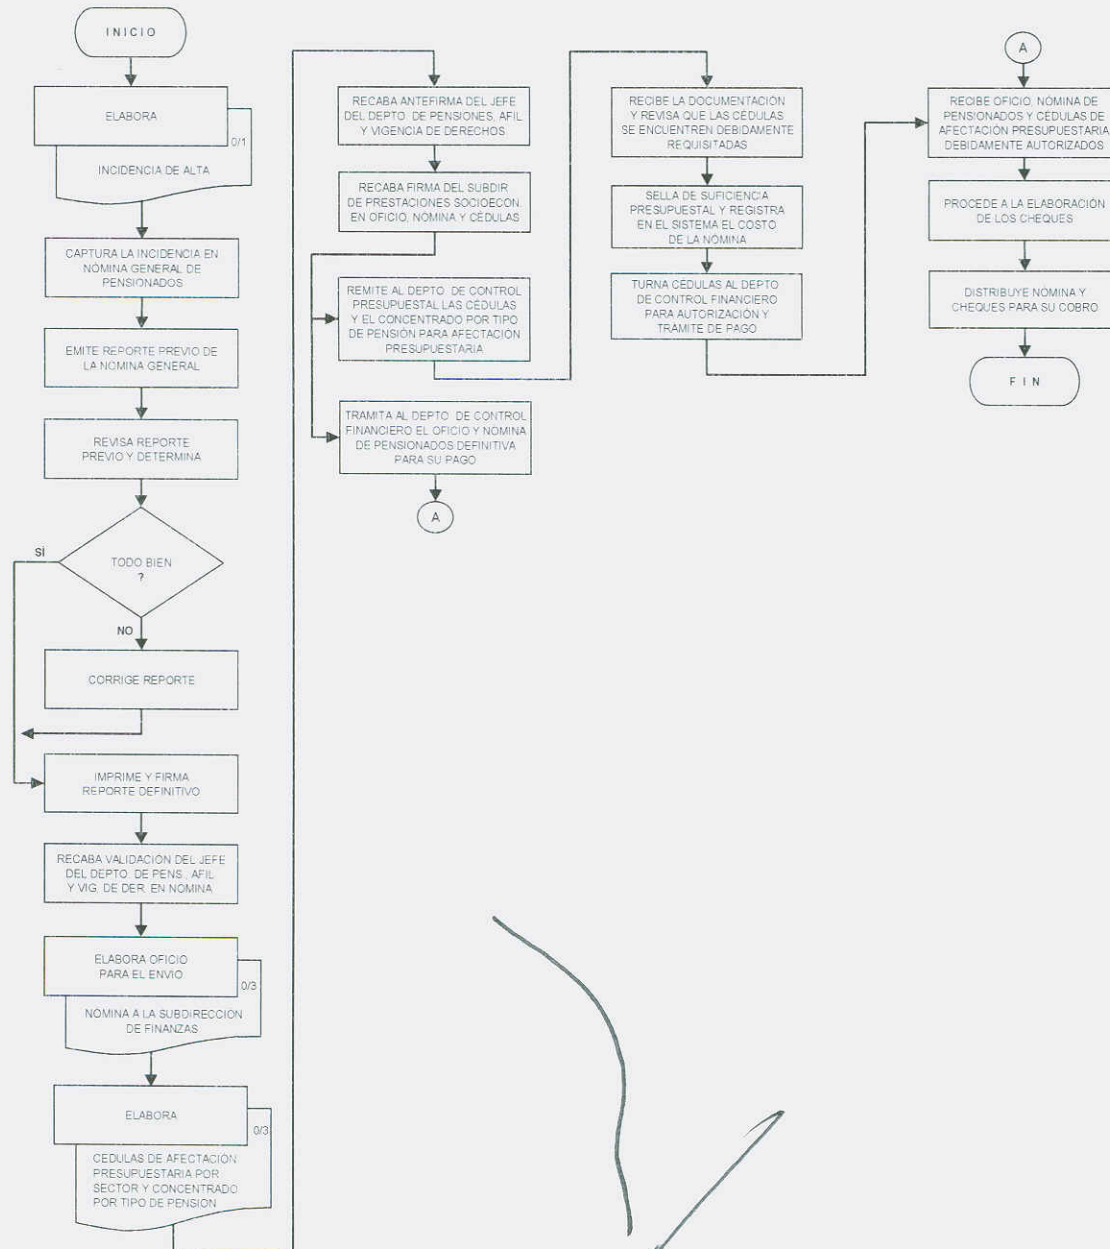 INICIO
ELABORA
0/1
INCIDENCIA DE ALTA
CAPTURA LA INCIDENCIA EN
NÓMINA GENERAL DE
PENSIONADOS
EMITE REPORTE PREVIO DE
LA NOMINA GENERAL
REVISA REPORTE
PREVIO Y DETERMINA
SÍ
TODO BIEN
?
NO
CORRIGE REPORTE
IMPRIME Y FIRMA
REPORTE DEFINITIVO
RECABA VALIDACION DEL JEFE
DEL DEPTO. DE PENS., AFIL
Y VIG. DE DER. EN NÓMINA
ELABORA OFICIO
PARA EL ENVIO
0/3
NOMINA A LA SUBDIRECCION
DE FINANZAS
ELABORA
0/3
CEDULAS DE AFECTACIÓN
PRESUPUESTARIA POR
SECTOR Y CONCENTRADO
POR TIPO DE PENSION
RECABA ANTEFIRMA DEL JEFE
DEL DEPTO. DE PENSIONES, AFIL
Y VIGENCIA DE DERECHOS
RECABA FIRMA DEL SUBDIR
DE PRESTACIONES SOCIOECON.
EN OFICIO, NÓMINA Y CÉDULAS
REMITE AL DEPTO. DE CONTROL
PRESUPUESTAL LAS CÉDULAS
Y EL CONCENTRADO POR TIPO
DE PENSIÓN PARA AFECTACIÓN
PRESUPUESTARIA
TRAMITA AL DEPTO. DE CONTROL
FINANCIERO EL OFICIO Y NOMINA
DE PENSIONADOS DEFINITIVA
PARA SU PAGO
A
RECIBE LA DOCUMENTACIÓN
Y REVISA QUE LAS CÉDULAS
SE ENCUENTREN DEBIDAMENTE
REQUISITADAS
SELLA DE SUFICIENCIA
PRESUPUESTAL Y REGISTRA
EN EL SISTEMA EL COSTO
DE LA NÓMINA
TURNA CÉDULAS AL DEPTO
DE CONTROL FINANCIERO
PARA AUTORIZACIÓN Y
TRÁMITE DE PAGO
A
RECIBE OFICIO, NÓMINA DE
PENSIONADOS Y CÉDULAS DE
AFECTACIÓN PRESUPUESTARIA
DEBIDAMENTE AUTORIZADOS
PROCEDE A LA ELABORACIÓN
DE LOS CHEQUES
DISTRIBUYE NÓMINA Y
CHEQUES PARA SU COBRO
FIN